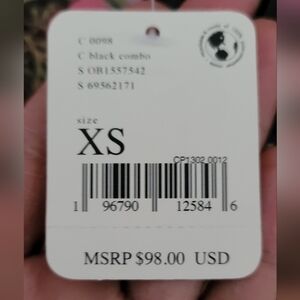 C 0098
C black combo
S OB1557542
S 69562171
size
XS
CP1302 0012
1 96790 12584 6
MSRP $98.00 USD